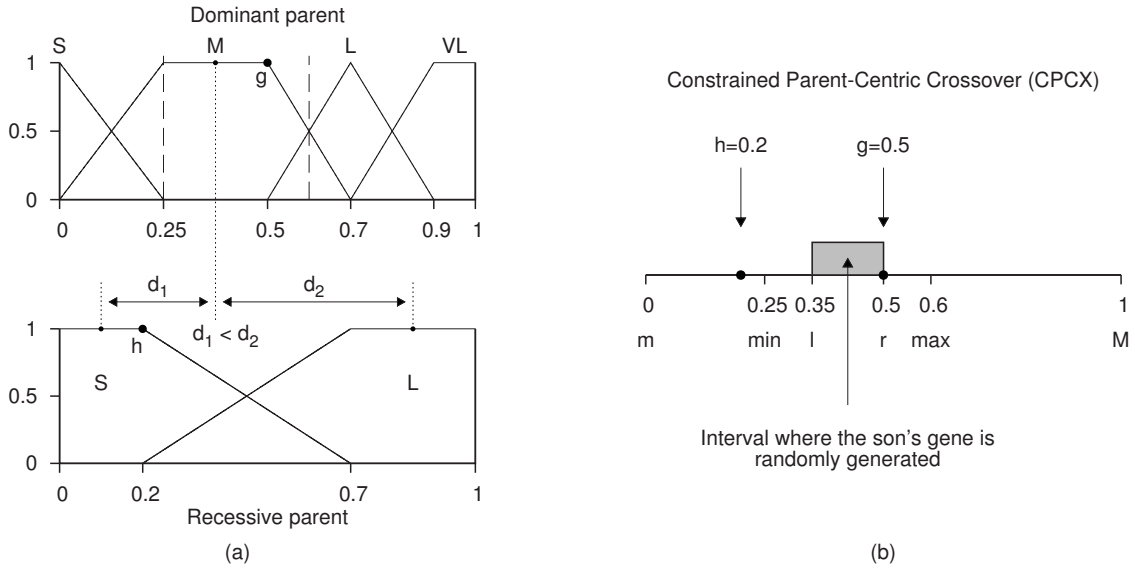 Dominant parent
S M L VL
1
g
0.5
0
0 0.25 0.5 0.7 0.9 1
d1 d2
1
h
d1 < d2
S L
0.5
0
0 0.2 0.7 1
Recessive parent
(a)
Constrained Parent-Centric Crossover (CPCX)
h=0.2 g=0.5
0 0.25 0.35 0.5 0.6 1
m min l r max M
Interval where the son's gene is
randomly generated
(b)